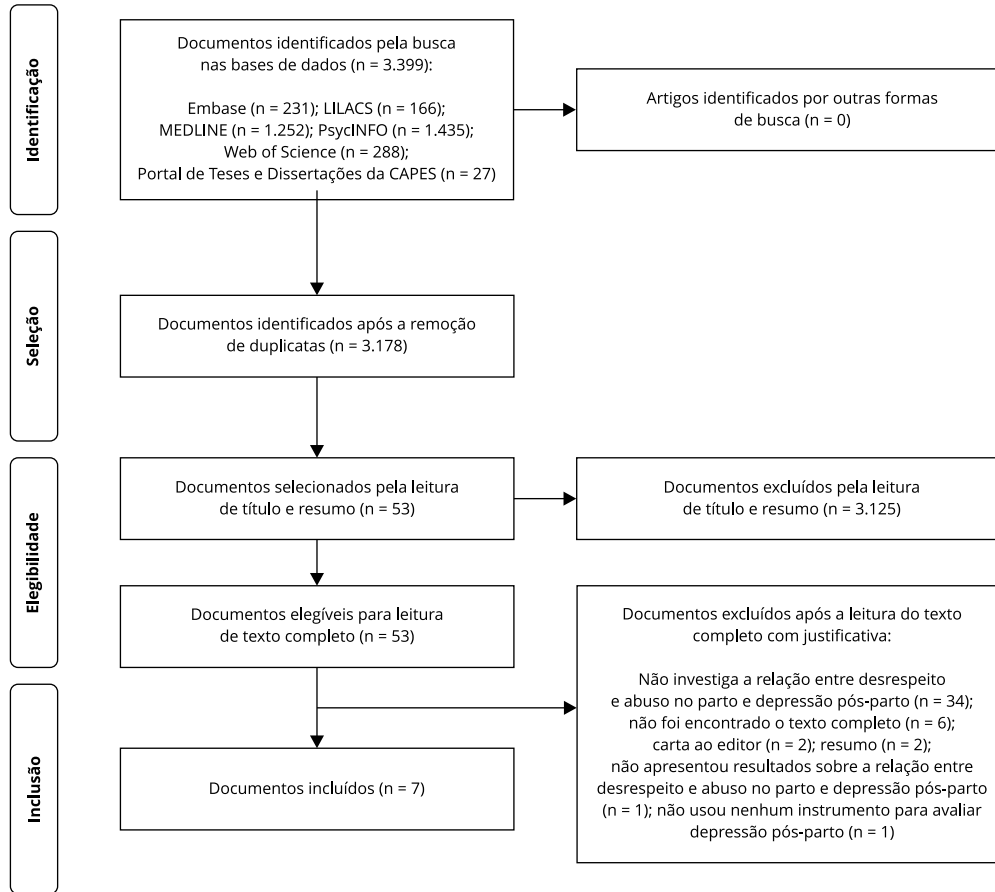 Identificação
Documentos identificados pela busca
nas bases de dados (n = 3.399):
Embase (n = 231); LILACS (n = 166);
MEDLINE (n = 1.252); PsycINFO (n = 1.435);
Web of Science (n = 288);
Portal de Teses e Dissertações da CAPES (n = 27)
Artigos identificados por outras formas
de busca (n = 0)
Seleção
Documentos identificados após a remoção
de duplicatas (n = 3.178)
Elegibilidade
Documentos selecionados pela leitura
de título e resumo (n = 53)
Documentos excluídos pela leitura
de título e resumo (n = 3.125)
Documentos elegíveis para leitura
de texto completo (n = 53)
Documentos excluídos após a leitura do texto
completo com justificativa:
Não investiga a relação entre desrespeito
e abuso no parto e depressão pós-parto (n = 34);
não foi encontrado o texto completo (n = 6);
carta ao editor (n = 2); resumo (n = 2);
não apresentou resultados sobre a relação entre
desrespeito e abuso no parto e depressão pós-parto
(n = 1); não usou nenhum instrumento para avaliar
depressão pós-parto (n = 1)
Inclusão
Documentos incluídos (n = 7)